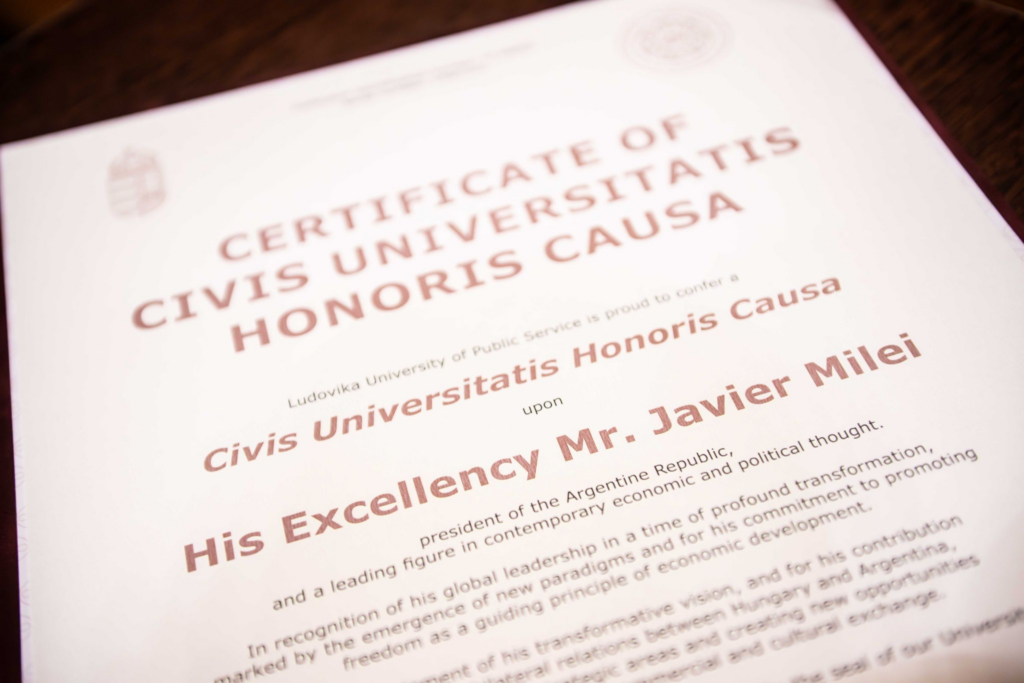 CERTIFICATE OF
CIVIS UNIVERSITATIS
HONORIS CAUSA
Ludovika University of Public Service is proud to confer a
Civis Universitatis Honoris Causa
upon
His Excellency Mr. Javier Milei
president of the Argentine Republic,
and a leading figure in contemporary economic and political thought.
In recognition of his global leadership in a time of profound transformation,
marked by the emergence of new paradigms and for his commitment to promoting
freedom as a guiding principle of economic development.
of his transformative vision, and for his contribution
relations between Hungary and Argentina,
areas and creating new opportunities
and cultural exchange.
the seal of our